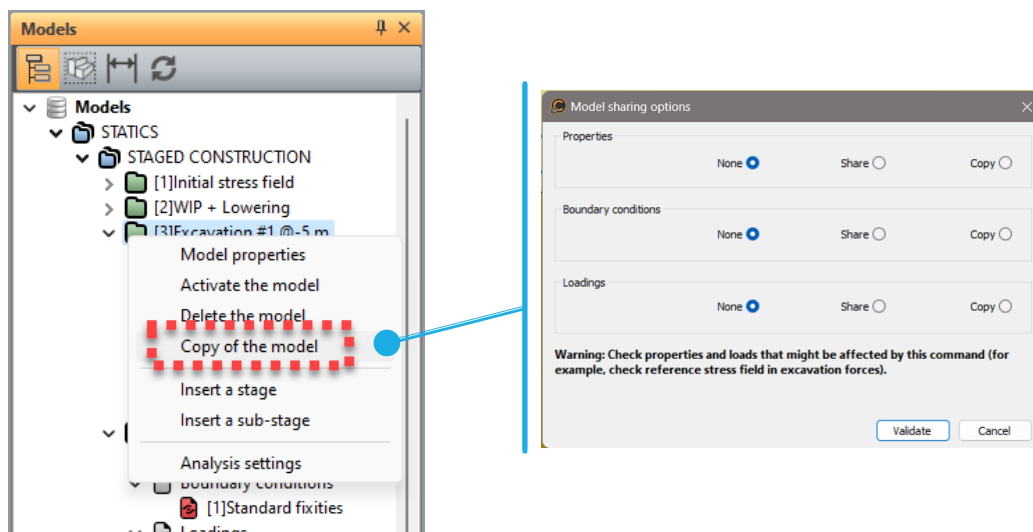 Models
Models
STATICS
STAGED CONSTRUCTION
[1]Initial stress field
[2]WIP + Lowering
[3]Excavation #1 @-5 m
Model properties
Activate the model
Delete the model
Copy of the model
Insert a stage
Insert a sub-stage
Analysis settings
Boundary conditions
[1]Standard fixities
Loadings
Model sharing options
Properties
None Share Copy
Boundary conditions
None Share Copy
Loadings
None Share Copy
Warning: Check properties and loads that might be affected by this command (for
example, check reference stress field in excavation forces).
Validate Cancel